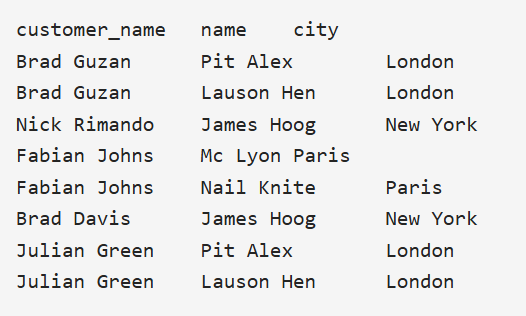 customer_name name city
Brad Guzan Pit Alex London
Brad Guzan Lauson Hen London
Nick Rimando James Hoog New York
Fabian Johns Mc Lyon Paris
Fabian Johns Nail Knite Paris
Brad Davis James Hoog New York
Julian Green Pit Alex London
Julian Green Lauson Hen London